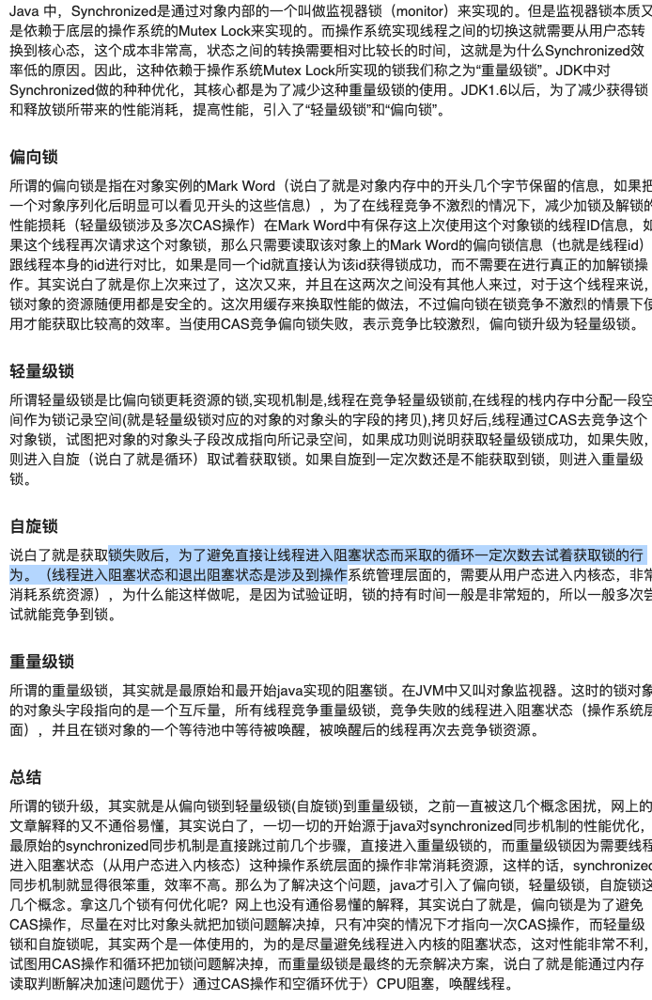 Java 中，Synchronized是通过对象内部的一个叫做监视器锁（monitor）来实现的。但是监视器锁本质又
是依赖于底层的操作系统的Mutex Lock来实现的。而操作系统实现线程之间的切换这就需要从用户态转
换到核心态，这个成本非常高，状态之间的转换需要相对比较长的时间，这就是为什么Synchronized效
率低的原因。因此，这种依赖于操作系统Mutex Lock所实现的锁我们称之为“重量级锁”。JDK中对
Synchronized做的种种优化，其核心都是为了减少这种重量级锁的使用。JDK1.6以后，为了减少获得锁
和释放锁所带来的性能消耗，提高性能，引入了“轻量级锁”和“偏向锁”。
偏向锁
所谓的偏向锁是指在对象实例的Mark Word（说白了就是对象内存中的开头几个字节保留的信息，如果把
一个对象序列化后明显可以看见开头的这些信息），为了在线程竞争不激烈的情况下，减少加锁及解锁的
性能损耗（轻量级锁涉及多次CAS操作）在Mark Word中有保存这上次使用这个对象锁的线程ID信息，如
果这个线程再次请求这个对象锁，那么只需要读取该对象上的Mark Word的偏向锁信息（也就是线程id）
跟线程本身的id进行对比，如果是同一个id就直接认为该id获得锁成功，而不需要在进行真正的加解锁操
作。其实说白了就是你上次来过了，这次又来，并且在这两次之间没有其他人来过，对于这个线程来说，
锁对象的资源随便用都是安全的。这次用缓存来换取性能的做法，不过偏向锁在锁竞争不激烈的情景下使
用才能获取比较高的效率。当使用CAS竞争偏向锁失败，表示竞争比较激烈，偏向锁升级为轻量级锁。
轻量级锁
所谓轻量级锁是比偏向锁更耗资源的锁,实现机制是,线程在竞争轻量级锁前,在线程的栈内存中分配一段空
间作为锁记录空间(就是轻量级锁对应的对象的对象头的字段的拷贝),拷贝好后,线程通过CAS去竞争这个
对象锁，试图把对象的对象头子段改成指向所记录空间，如果成功则说明获取轻量级锁成功，如果失败，
则进入自旋（说白了就是循环）取试着获取锁。如果自旋到一定次数还是不能获取到锁，则进入重量级
锁。
自旋锁
说白了就是获取锁失败后，为了避免直接让线程进入阻塞状态而采取的循环一定次数去试着获取锁的行
为。（线程进入阻塞状态和退出阻塞状态是涉及到操作系统管理层面的，需要从用户态进入内核态，非常
消耗系统资源），为什么能这样做呢，是因为试验证明，锁的持有时间一般是非常短的，所以一般多次尝
试就能竞争到锁。
重量级锁
所谓的重量级锁，其实就是最原始和最开始java实现的阻塞锁。在JVM中又叫对象监视器。这时的锁对象
的对象头字段指向的是一个互斥量，所有线程竞争重量级锁，竞争失败的线程进入阻塞状态（操作系统层
面），并且在锁对象的一个等待池中等待被唤醒，被唤醒后的线程再次去竞争锁资源。
总结
所谓的锁升级，其实就是从偏向锁到轻量级锁(自旋锁)到重量级锁，之前一直被这几个概念困扰，网上的
文章解释的又不通俗易懂，其实说白了，一切一切的开始源于java对synchronized同步机制的性能优化，
最原始的synchronized同步机制是直接跳过前几个步骤，直接进入重量级锁的，而重量级锁因为需要线程
进入阻塞状态（从用户态进入内核态）这种操作系统层面的操作非常消耗资源，这样的话，synchronized
同步机制就显得很笨重，效率不高。那么为了解决这个问题，java才引入了偏向锁，轻量级锁，自旋锁这
几个概念。拿这几个锁有何优化呢？网上也没有通俗易懂的解释，其实说白了就是，偏向锁是为了避免
CAS操作，尽量在对比对象头就把加锁问题解决掉，只有冲突的情况下才指向一次CAS操作，而轻量级
锁和自旋锁呢，其实两个是一体使用的，为的是尽量避免线程进入内核的阻塞状态，这对性能非常不利，
试图用CAS操作和循环把加锁问题解决掉，而重量级锁是最终的无奈解决方案，说白了就是能通过内存
读取判断解决加速问题优于〉通过CAS操作和空循环优于〉CPU阻塞，唤醒线程。